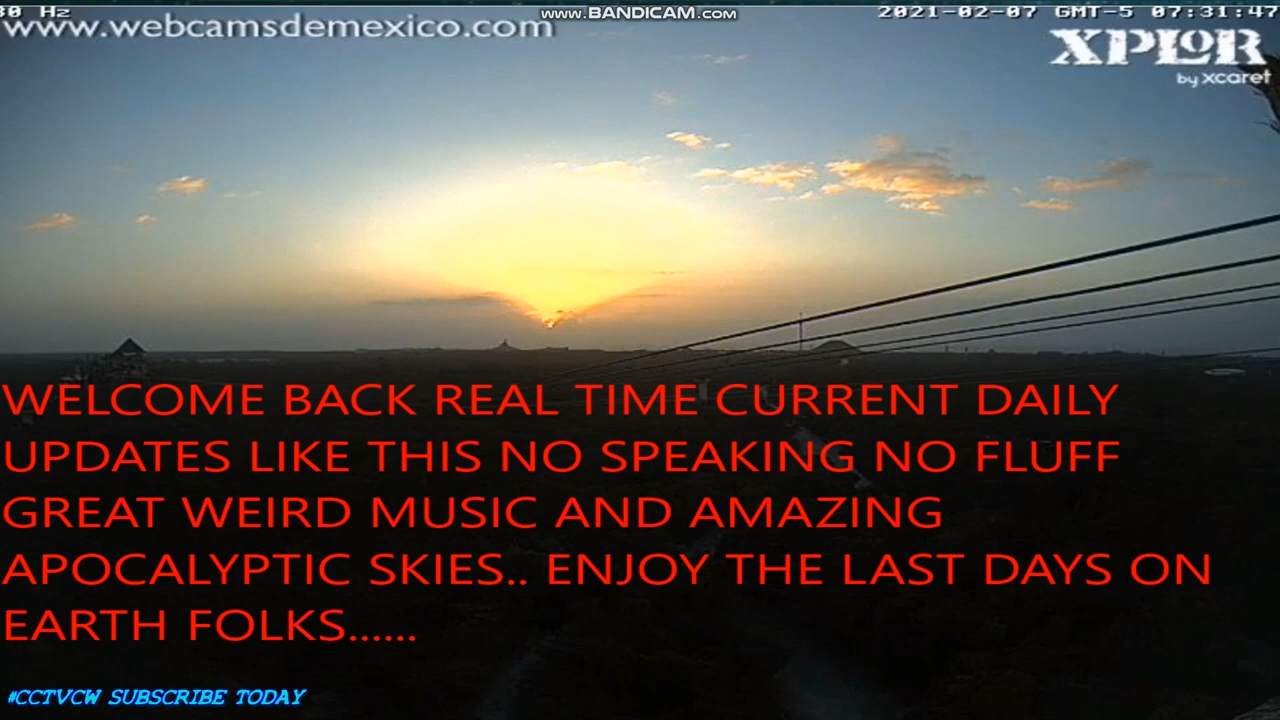 30 Hz
www.BANDICAM.com
2021-02-07 GMT-5 07:31:47
www.webcamsdemexico.com
XPLOR
by xcaret
WELCOME BACK REAL TIME CURRENT DAILY
UPDATES LIKE THIS NO SPEAKING NO FLUFF
GREAT WEIRD MUSIC AND AMAZING
APOCALYPTIC SKIES.. ENJOY THE LAST DAYS ON
EARTH FOLKS......
#CCTVCW SUBSCRIBE TODAY